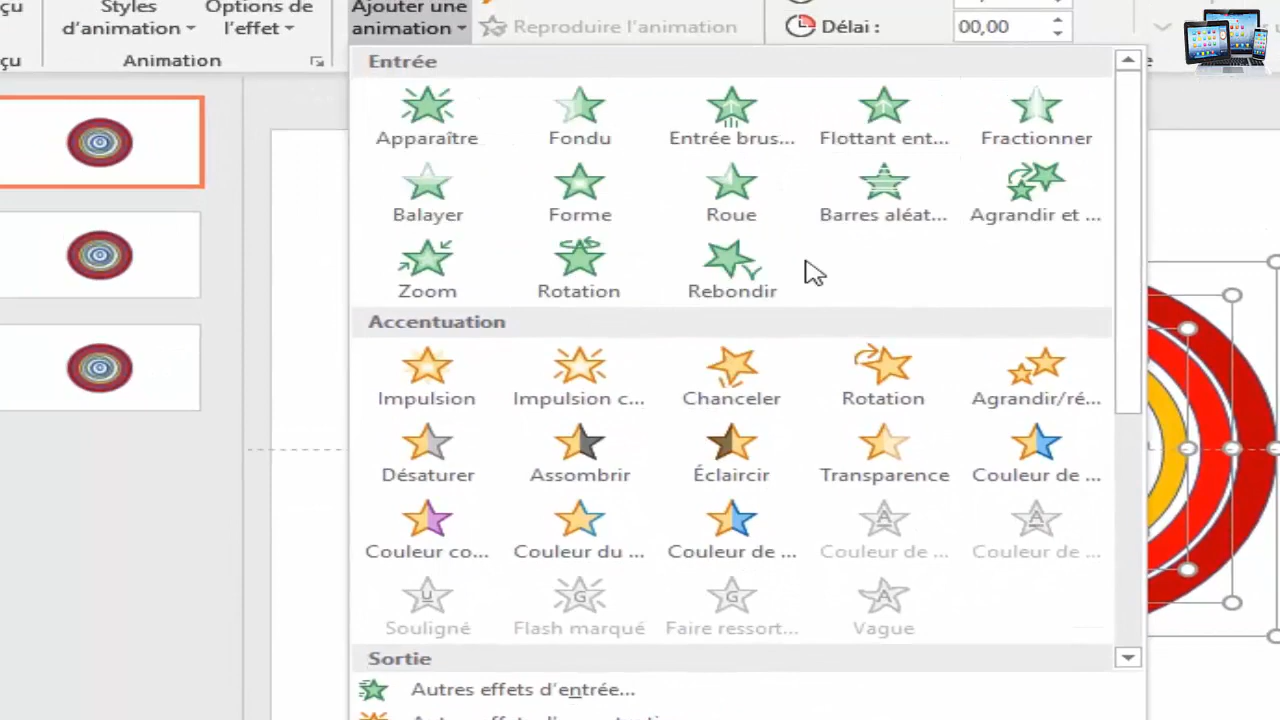 çu
Styles
d'animation
Options de
l'effet
Ajouter une
animation
Reproduire l'animation
Délai :
00,00
çu
Animation
Entrée
Apparaître
Fondu
Entrée brus...
Flottant ent...
Fractionner
Balayer
Forme
Roue
Barres aléat...
Agrandir et ...
Zoom
Rotation
Rebondir
Accentuation
Impulsion
Impulsion c...
Chanceler
Rotation
Agrandir/ré...
Désaturer
Assombrir
Éclaircir
Transparence
Couleur de ...
Couleur co...
Couleur du ...
Couleur de ...
Couleur de ...
Couleur de ...
Souligné
Flash marqué
Faire ressort...
Vague
Sortie
Autres effets d'entrée...